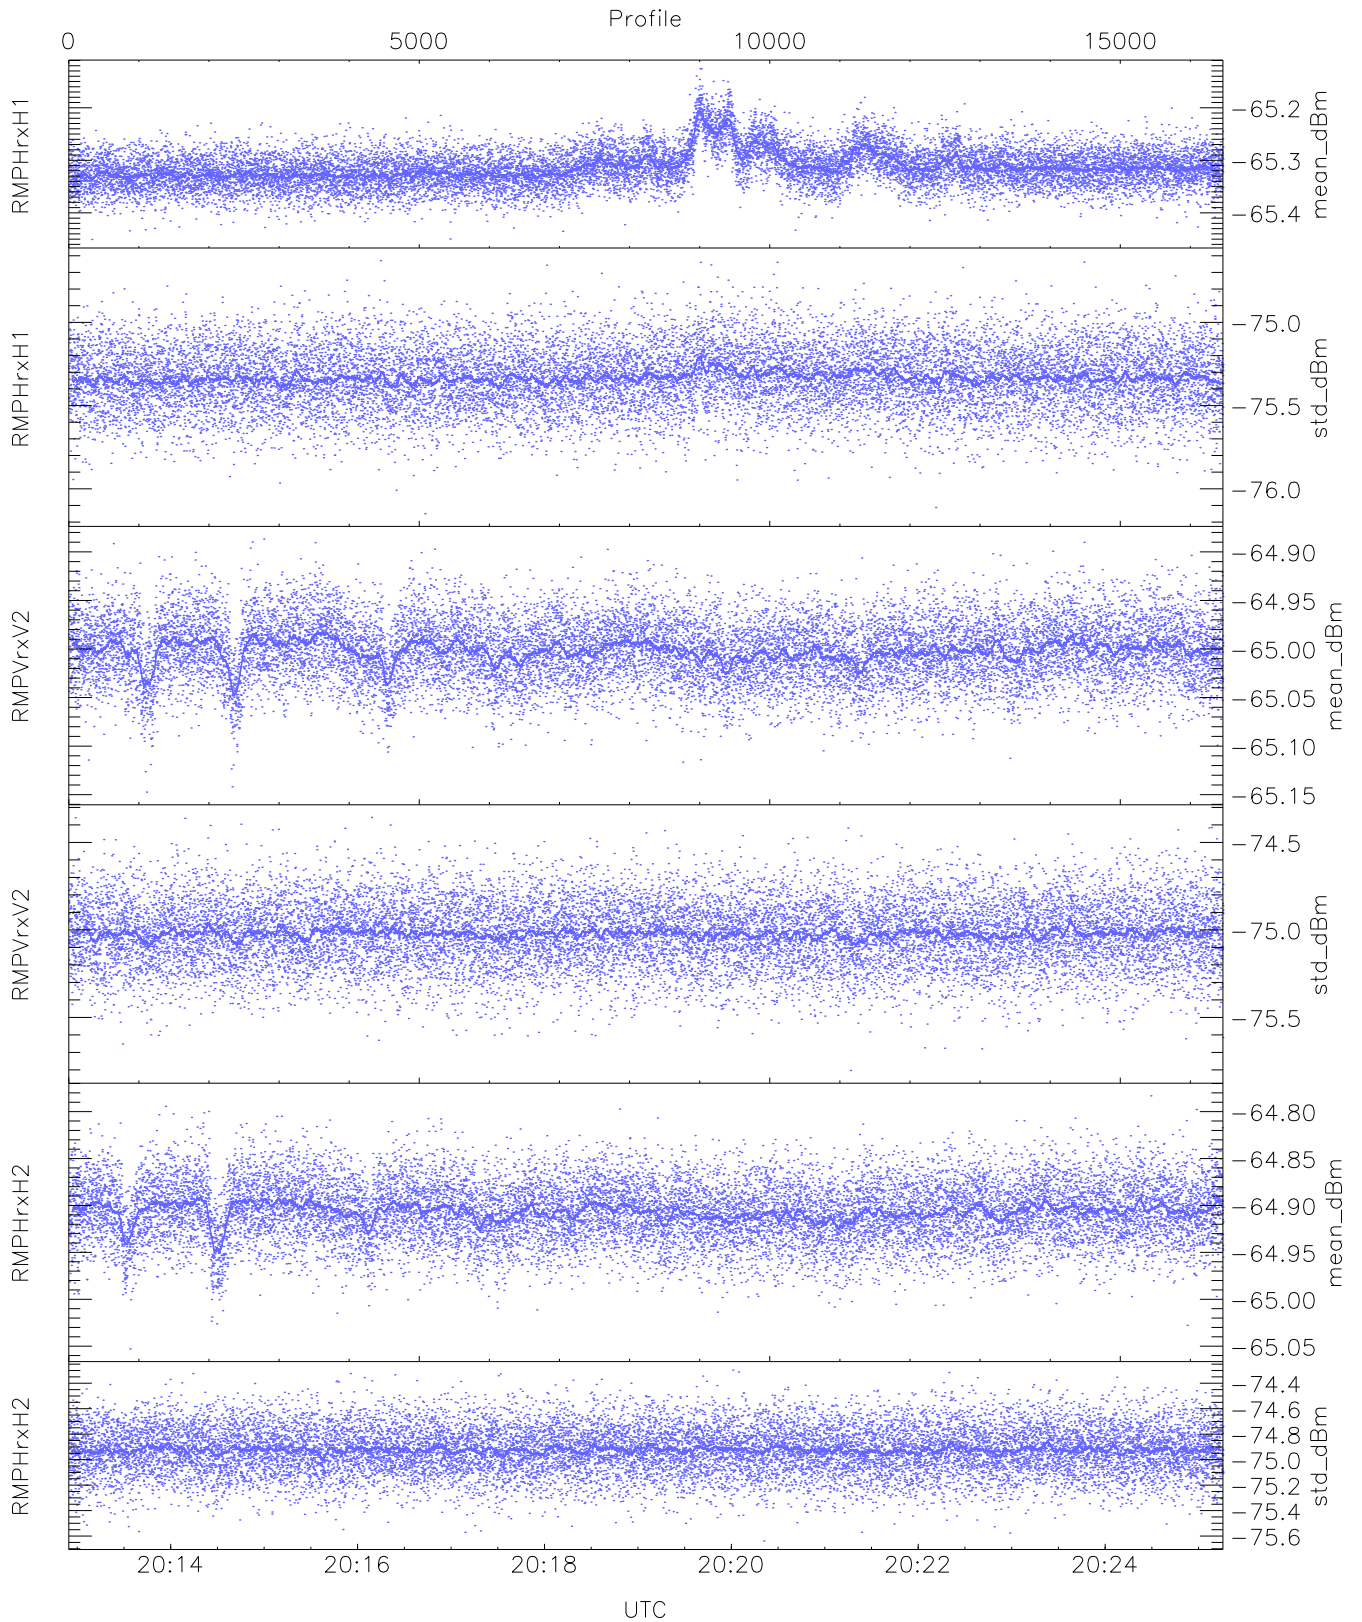 Profile
0 5000 10000 15000
RMPHrxH1
−65.2
−65.3
−65.4
mean_dBm
RMPHrxH1
−75.0
−75.5
−76.0
std_dBm
RMPVrxV2
−64.90
−64.95
−65.00
−65.05
−65.10
−65.15
mean_dBm
RMPVrxV2
−74.5
−75.0
−75.5
std_dBm
RMPHrxH2
−64.80
−64.85
−64.90
−64.95
−65.00
−65.05
mean_dBm
RMPHrxH2
−74.4
−74.6
−74.8
−75.0
−75.2
−75.4
−75.6
std_dBm
20:14 20:16 20:18 20:20 20:22 20:24
UTC